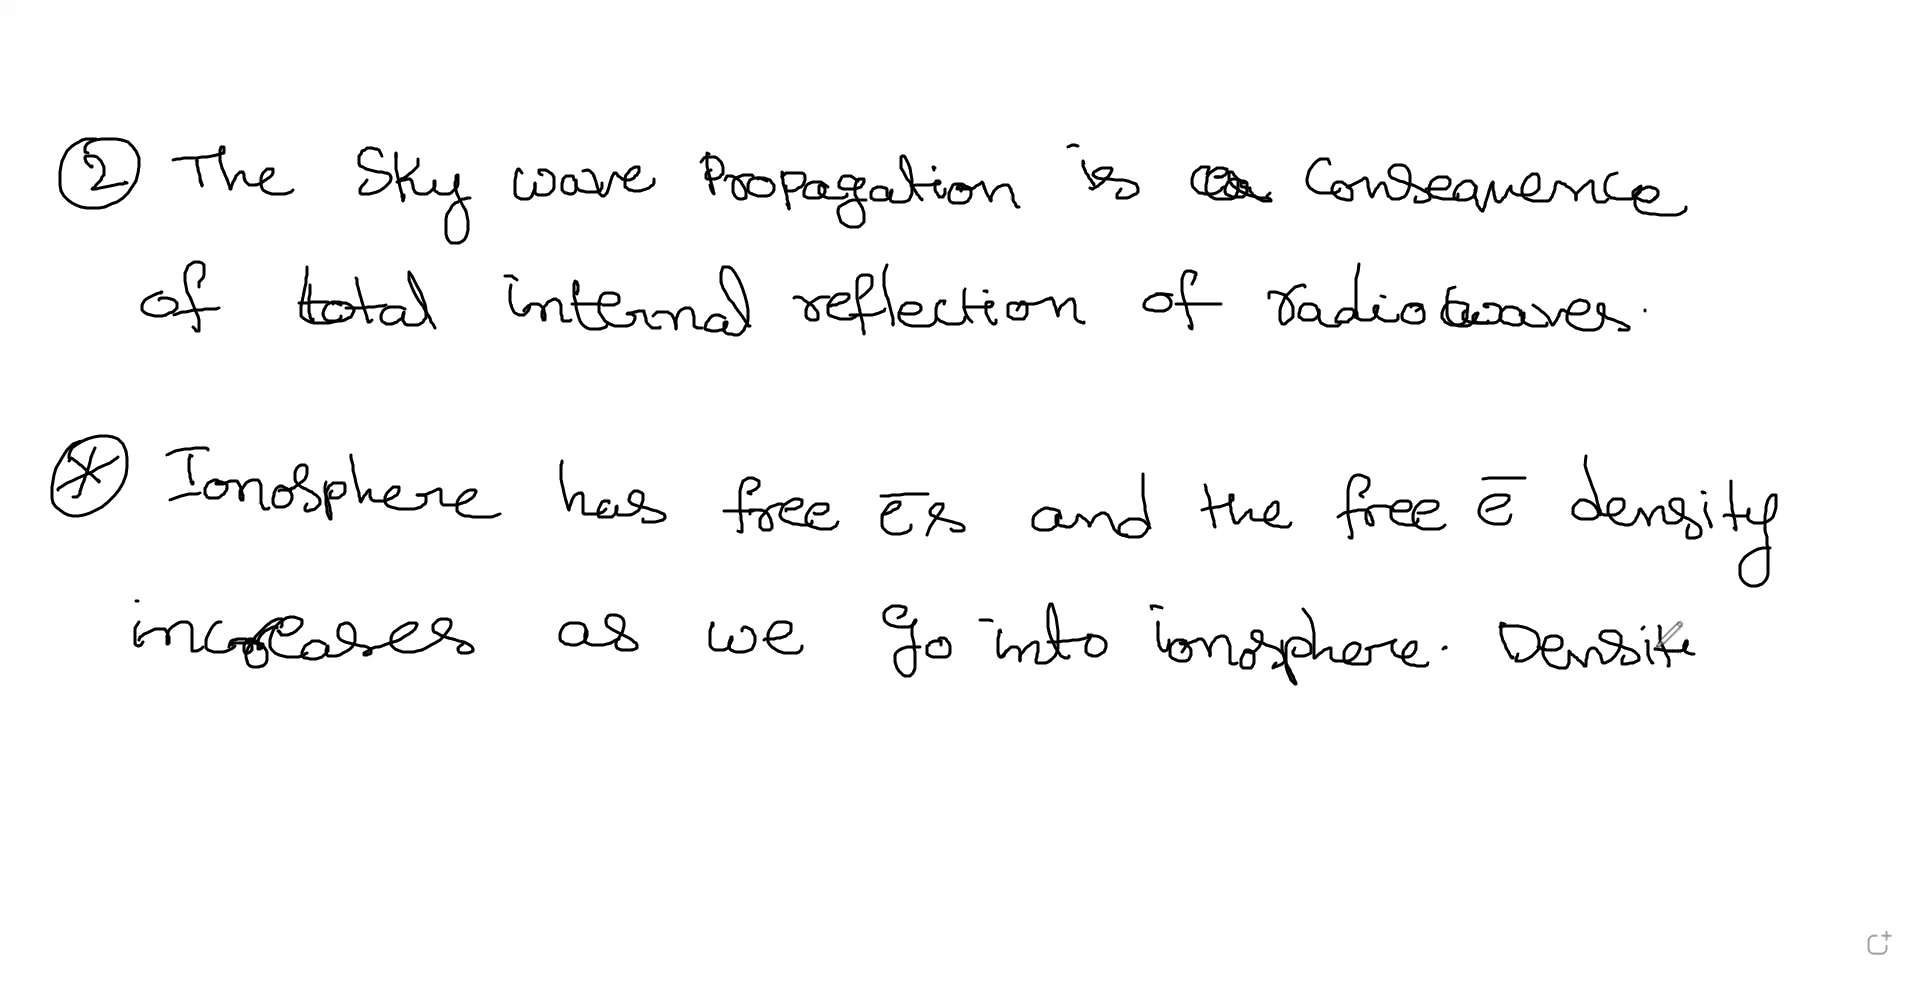 ② The Sky wave Propagation is a Consequence
of total internal reflection of radiowaves.
* Ionosphere has free e̅s and the free e̅ density
increases as we go into ionosphere. Densit